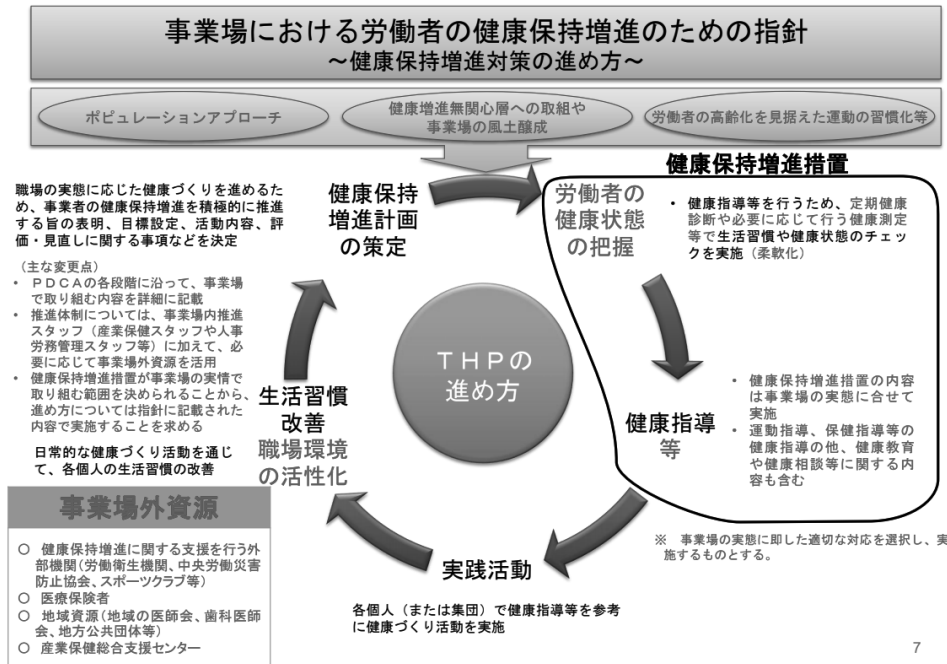 事業場における労働者の健康保持増進のための指針
～健康保持増進対策の進め方～
ポピュレーションアプローチ
健康増進無関心層への取組や
事業場の風土醸成
労働者の高齢化を見据えた運動の習慣化等
健康保持増進措置
職場の実態に応じた健康づくりを進めるた
め、事業者の健康保持増進を積極的に推進
する旨の表明、目標設定、活動内容、評
価・見直しに関する事項などを決定
（主な変更点）
・ ＰＤＣＡの各段階に沿って、事業場
で取り組む内容を詳細に記載
・ 推進体制については、事業場内推進
スタッフ（産業保健スタッフや人事
労務管理スタッフ等）に加えて、必
要に応じて事業場外資源を活用
・ 健康保持増進措置が事業場の実情で
取り組む範囲を決められることから、
進め方については指針に記載された
内容で実施することを求める
健康保持
増進計画
の策定
労働者の
健康状態
の把握
・ 健康指導等を行うため、定期健康
診断や必要に応じて行う健康測定
等で生活習慣や健康状態のチェッ
クを実施（柔軟化）
ＴＨＰの
進め方
健康指導
等
・ 健康保持増進措置の内容
は事業場の実態に合せて
実施
・ 運動指導、保健指導等の
健康指導の他、健康教育
や健康相談等に関する内
容も含む
※ 事業場の実態に即した適切な対応を選択し、実
施するものとする。
実践活動
各個人（または集団）で健康指導等を参考
に健康づくり活動を実施
生活習慣
改善
職場環境
の活性化
日常的な健康づくり活動を通じ
て、各個人の生活習慣の改善
事業場外資源
○ 健康保持増進に関する支援を行う外
部機関（労働衛生機関、中央労働災害
防止協会、スポーツクラブ等）
○ 医療保険者
○ 地域資源（地域の医師会、歯科医師
会、地方公共団体等）
○ 産業保健総合支援センター
7